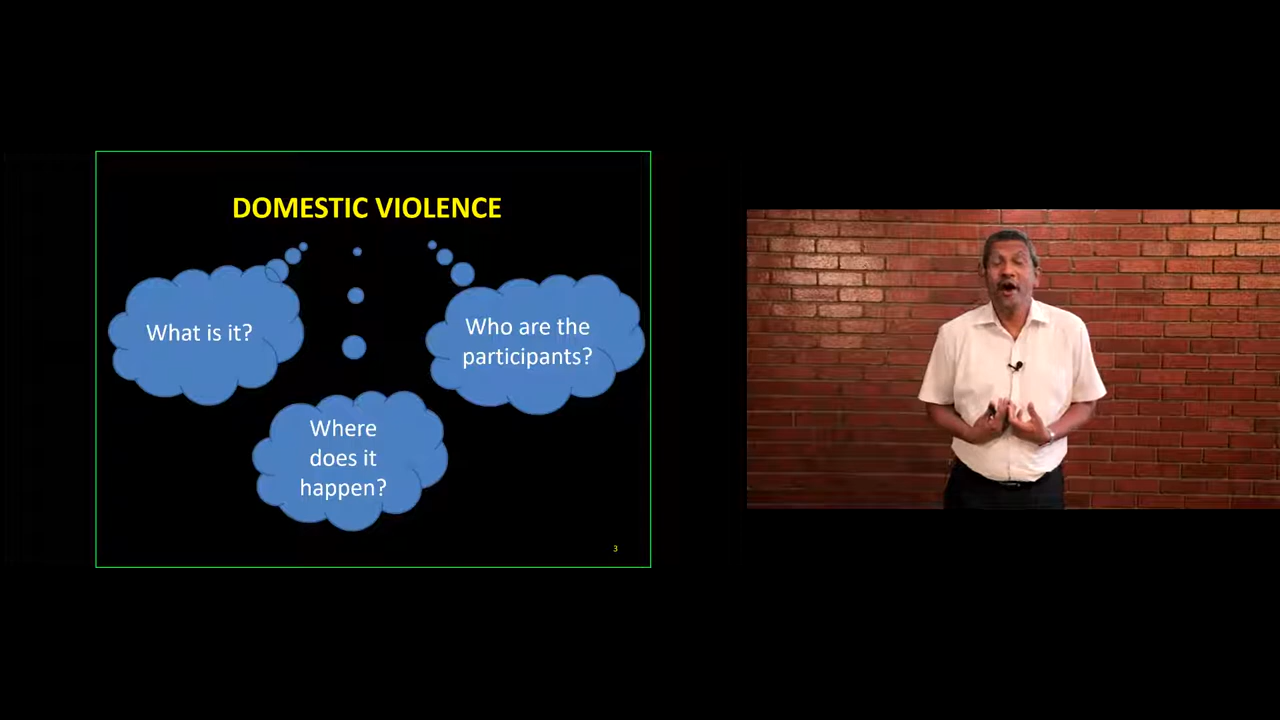 DOMESTIC VIOLENCE
What is it?
Who are the
participants?
Where
does it
happen?
3